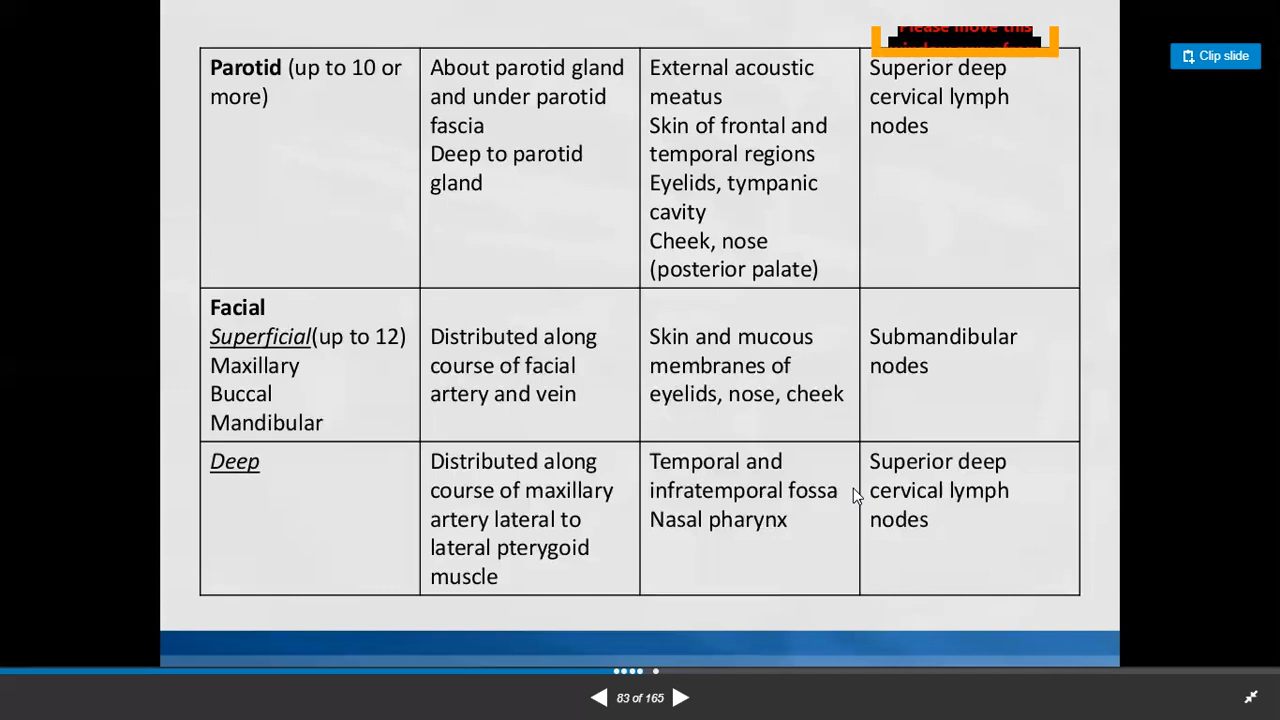 Please move this
Clip slide
Parotid (up to 10 or
more)
About parotid gland
and under parotid
fascia
Deep to parotid
gland
External acoustic
meatus
Skin of frontal and
temporal regions
Eyelids, tympanic
cavity
Cheek, nose
(posterior palate)
Superior deep
cervical lymph
nodes
Facial
Superficial(up to 12)
Maxillary
Buccal
Mandibular
Distributed along
course of facial
artery and vein
Skin and mucous
membranes of
eyelids, nose, cheek
Submandibular
nodes
Deep
Distributed along
course of maxillary
artery lateral to
lateral pterygoid
muscle
Temporal and
infratemporal fossa
Nasal pharynx
Superior deep
cervical lymph
nodes
83 of 165